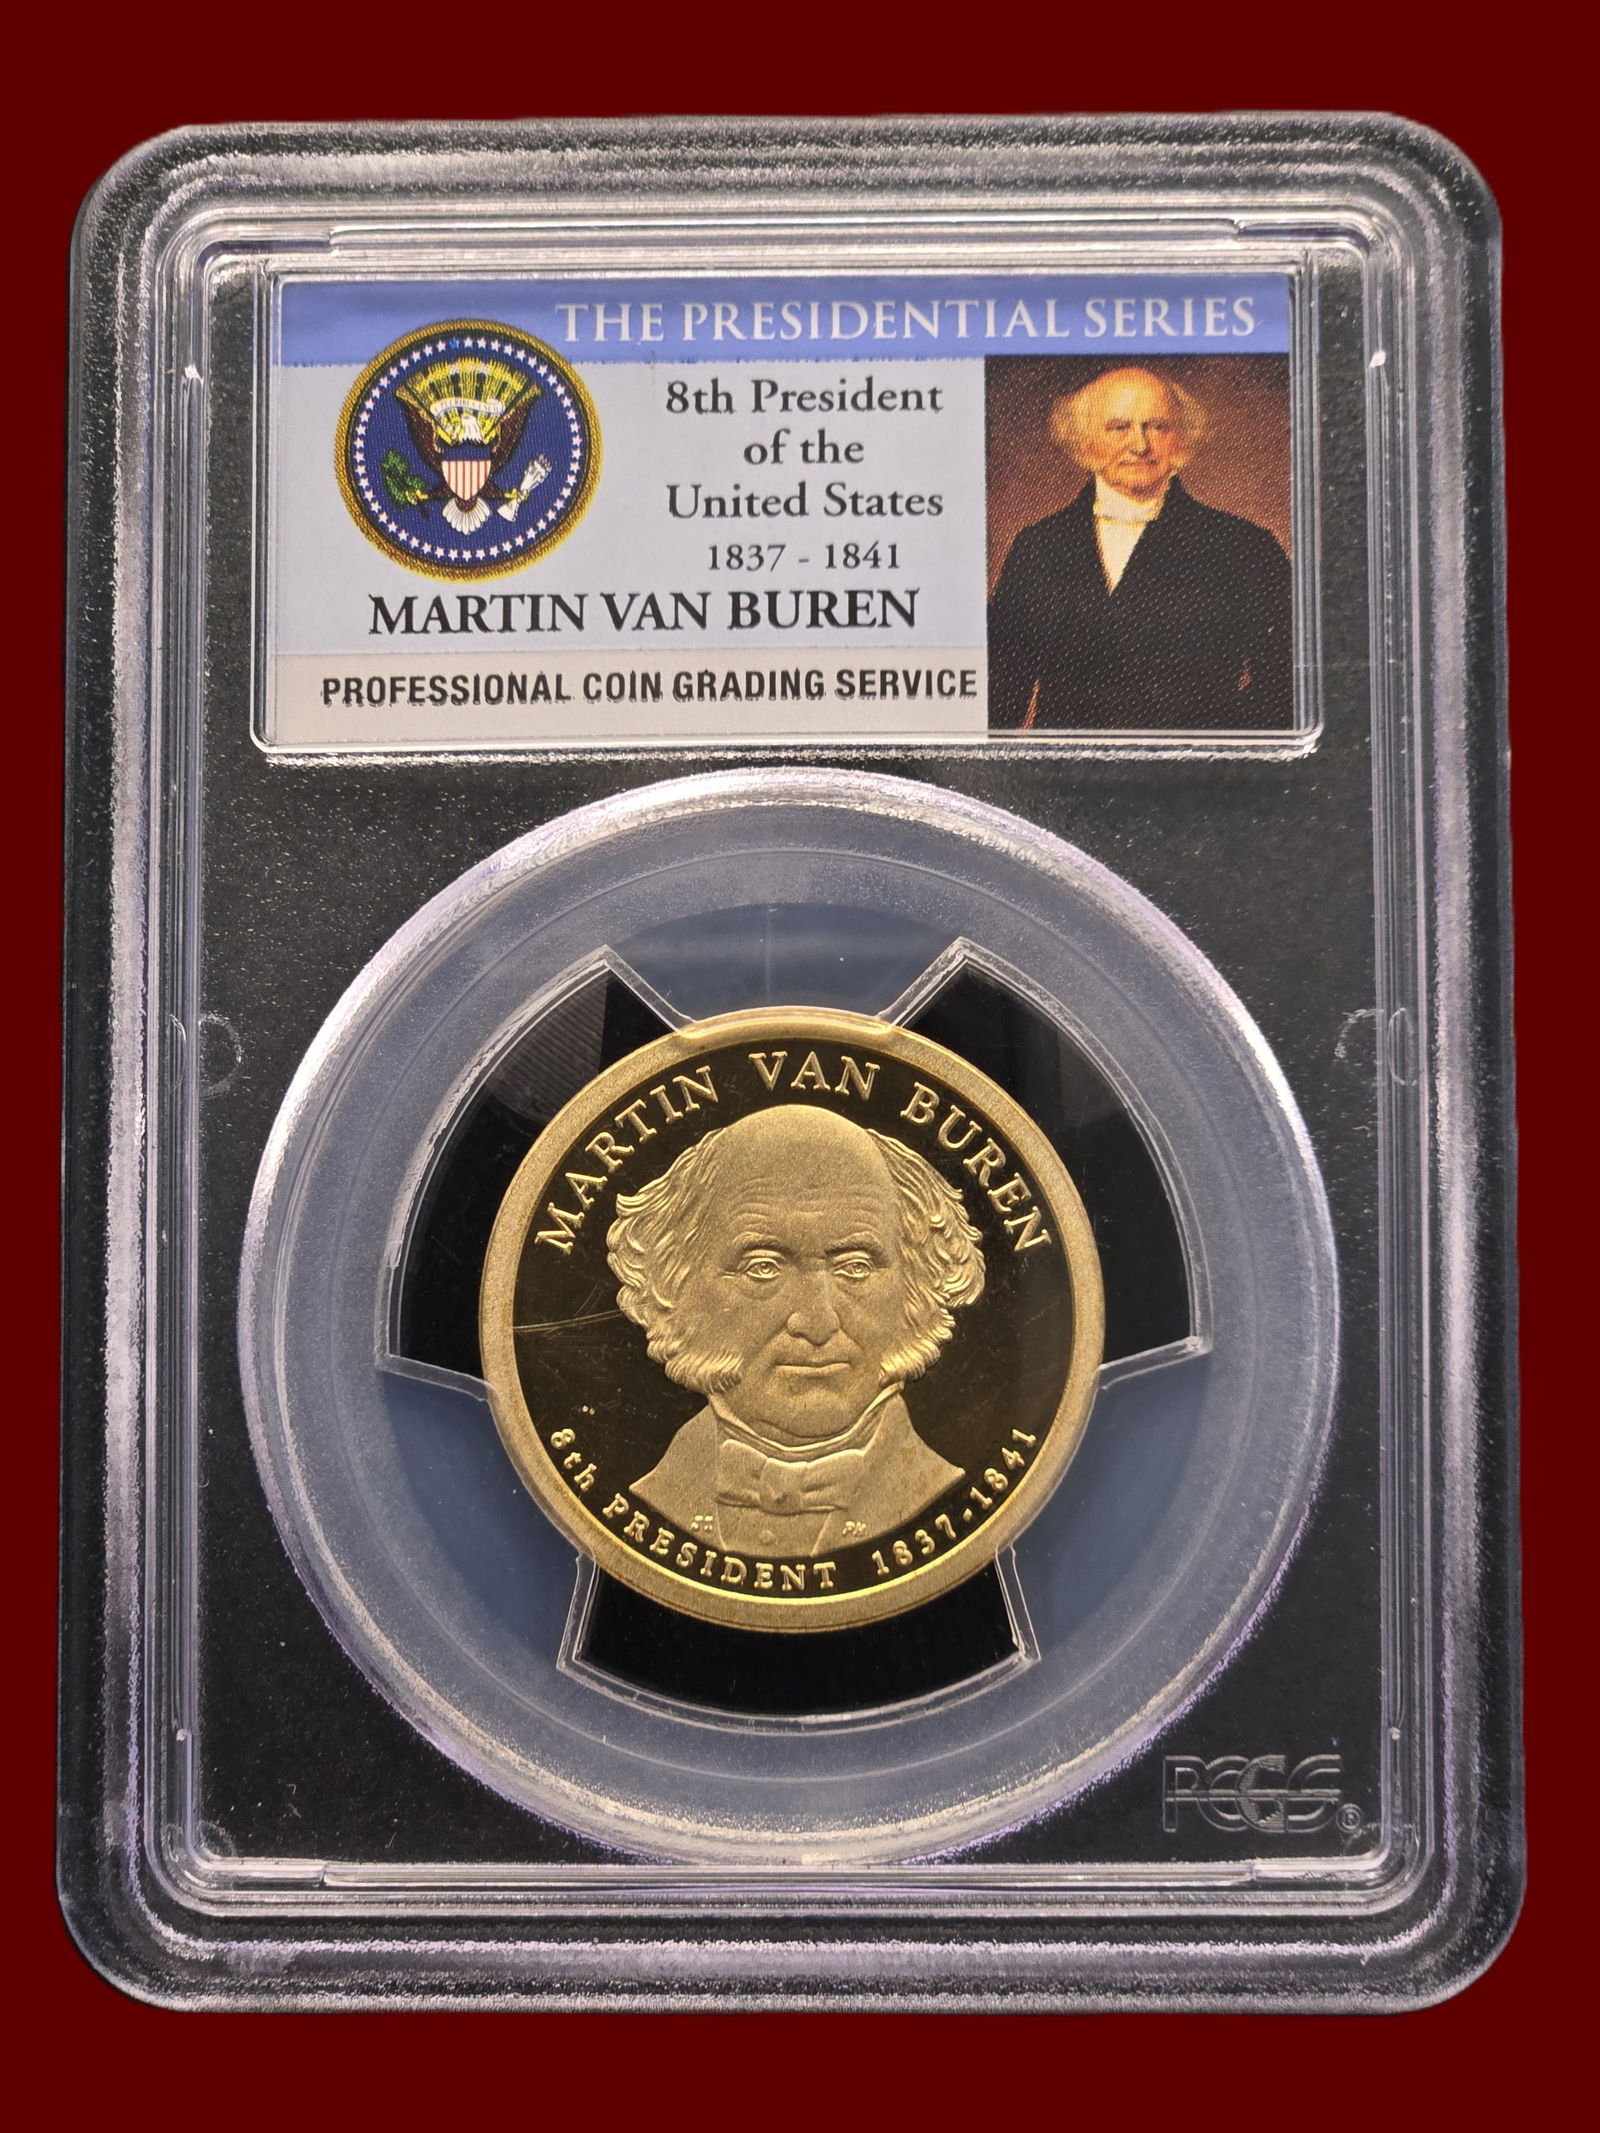 THE PRESIDENTIAL SERIES
8th President
of the
United States
1837 - 1841
MARTIN VAN BUREN
PROFESSIONAL COIN GRADING SERVICE
MARTIN VAN BUREN
8th PRESIDENT 1837-1841
PCGS®